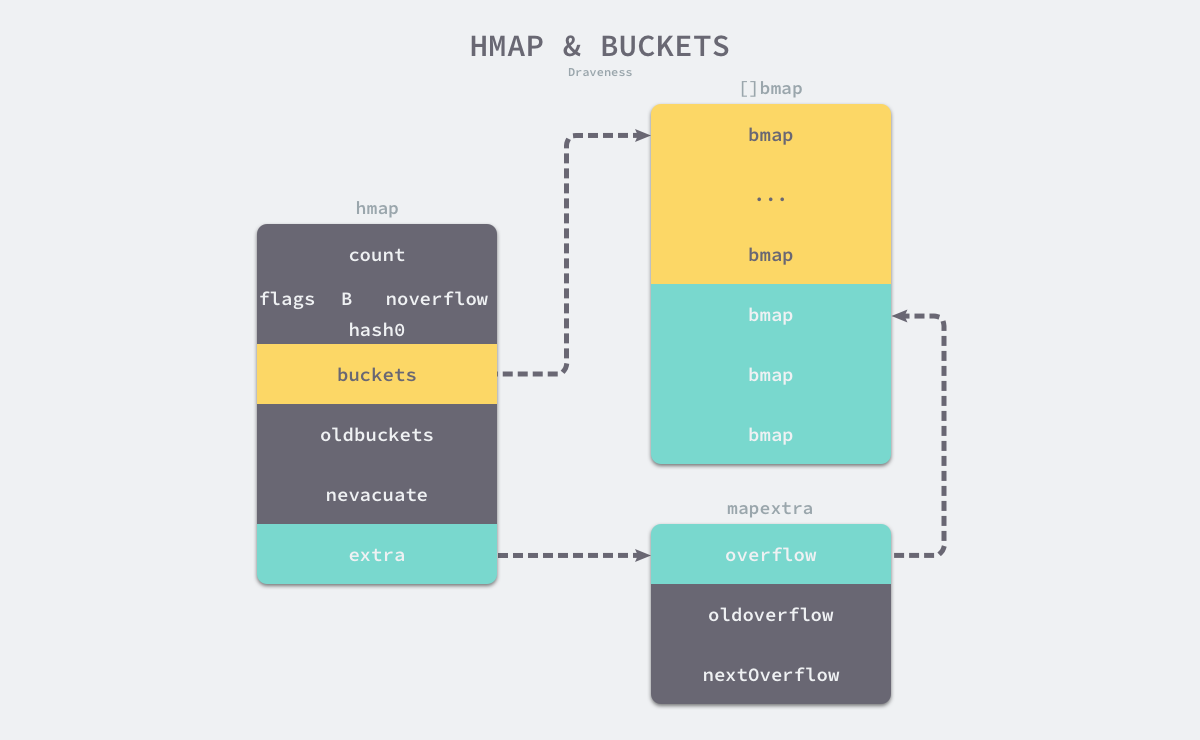 HMAP & BUCKETS
Draveness
hmap
count
flags B noverflow
hash0
buckets
oldbuckets
nevacuate
extra
[]bmap
bmap
...
bmap
bmap
bmap
bmap
mapextra
overflow
oldoverflow
nextOverflow